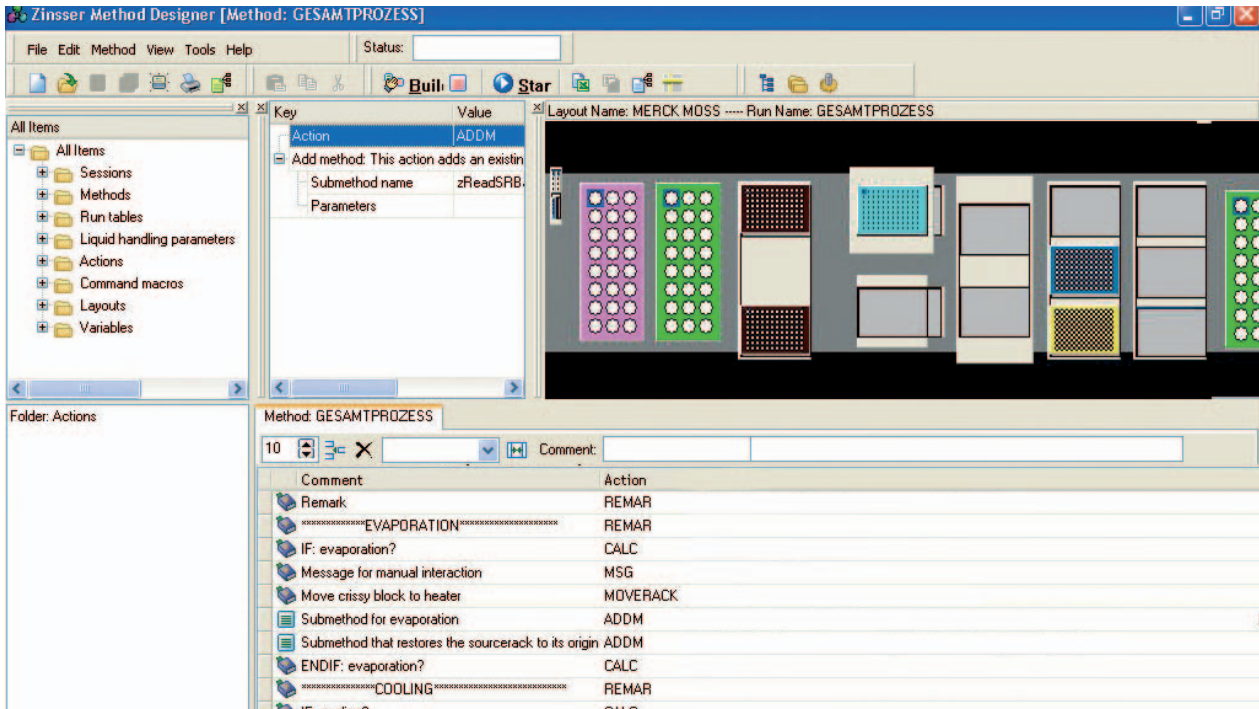 Zinsser Method Designer [Method: GESAMTPROZESS]
File Edit Method View Tools Help
Status:
Buil
Star
All Items
All Items
Sessions
Methods
Run tables
Liquid handling parameters
Actions
Command macros
Layouts
Variables
Key Value
Action ADDM
Add method: This action adds an existin
Submethod name zReadSRB
Parameters
Layout Name: MERCK MOSS ----- Run Name: GESAMTPROZESS
Folder: Actions
Method: GESAMTPROZESS
10
Comment:
Comment Action
Remark REMAR
*************EVAPORATION******************** REMAR
IF: evaporation? CALC
Message for manual interaction MSG
Move crissy block to heater MOVERACK
Submethod for evaporation ADDM
Submethod that restores the sourcerack to its origin ADDM
ENDIF: evaporation? CALC
***************COOLING*************************** REMAR